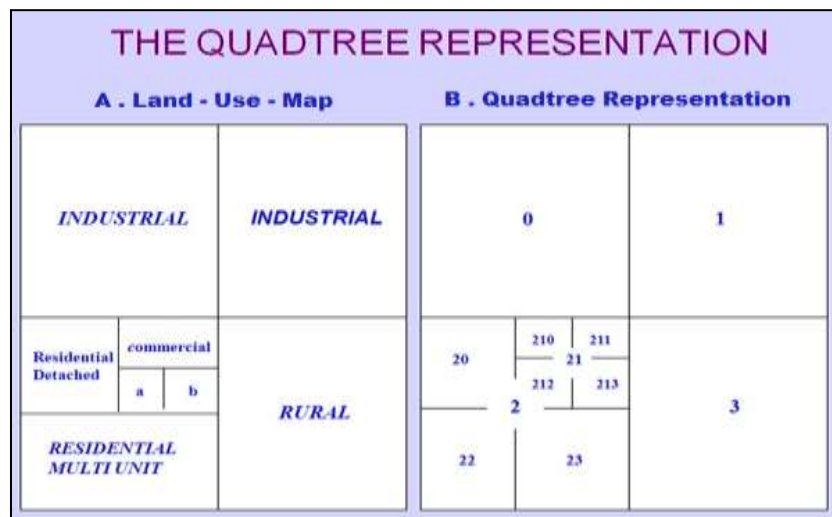 THE QUADTREE REPRESENTATION
A . Land - Use - Map
B . Quadtree Representation
INDUSTRIAL
INDUSTRIAL
Residential
Detached
commercial
a
b
RESIDENTIAL
MULTI UNIT
RURAL
0
1
20
210
211
21
212
213
2
22
23
3